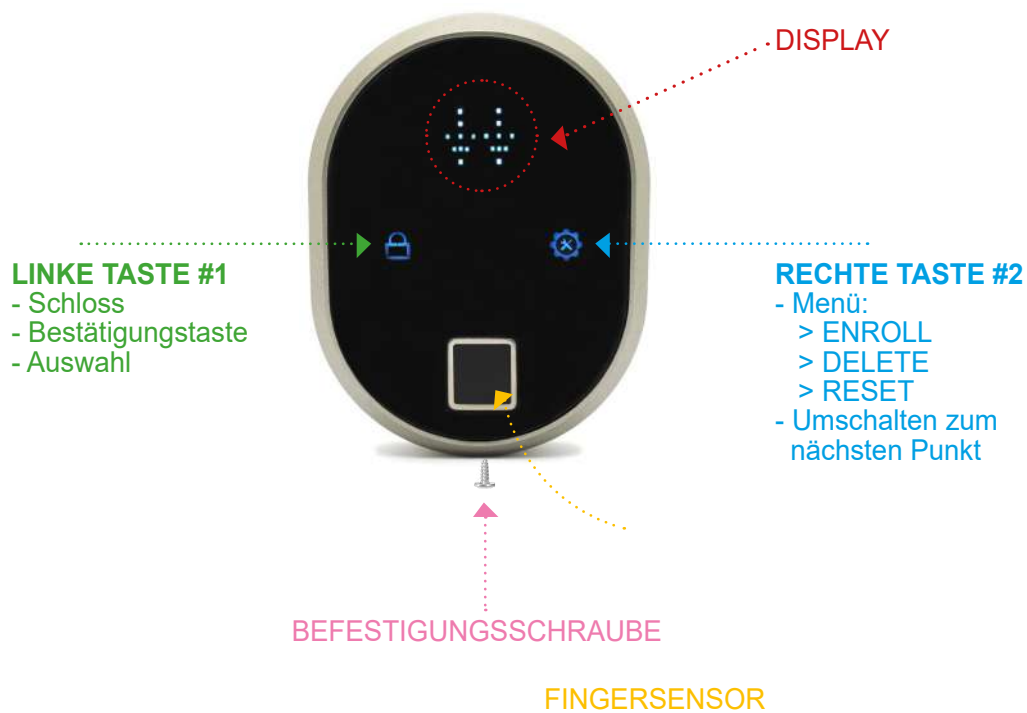 DISPLAY
LINKE TASTE #1
- Schloss
- Bestätigungstaste
- Auswahl
RECHTE TASTE #2
- Menü:
> ENROLL
> DELETE
> RESET
- Umschalten zum
nächsten Punkt
BEFESTIGUNGSSCHRAUBE
FINGERSENSOR